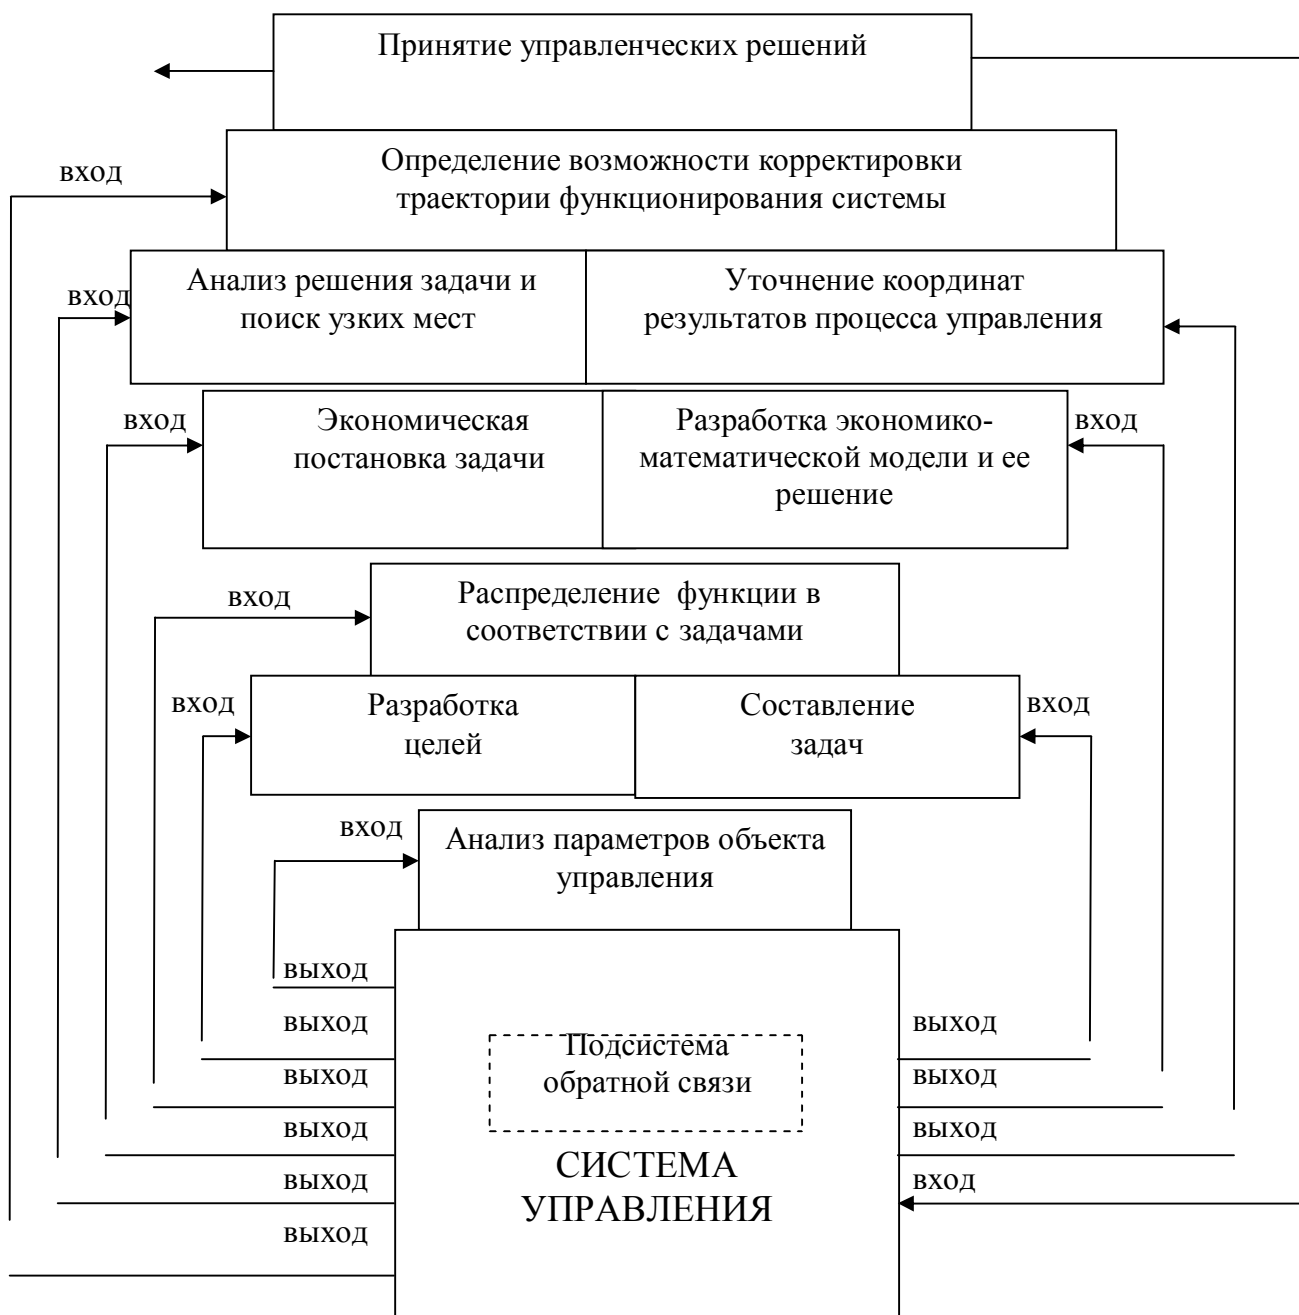 Принятие управленческих решений
вход
Определение возможности корректировки
траектории функционирования системы
вход
Анализ решения задачи и
поиск узких мест
Уточнение координат
результатов процесса управления
вход
Экономическая
постановка задачи
Разработка экономико-
математической модели и ее
решение
вход
вход
Распределение функции в
соответствии с задачами
вход
Разработка
целей
Составление
задач
вход
вход
Анализ параметров объекта
управления
выход
выход
выход
выход
выход
выход
Подсистема
обратной связи
СИСТЕМА
УПРАВЛЕНИЯ
выход
выход
выход
вход